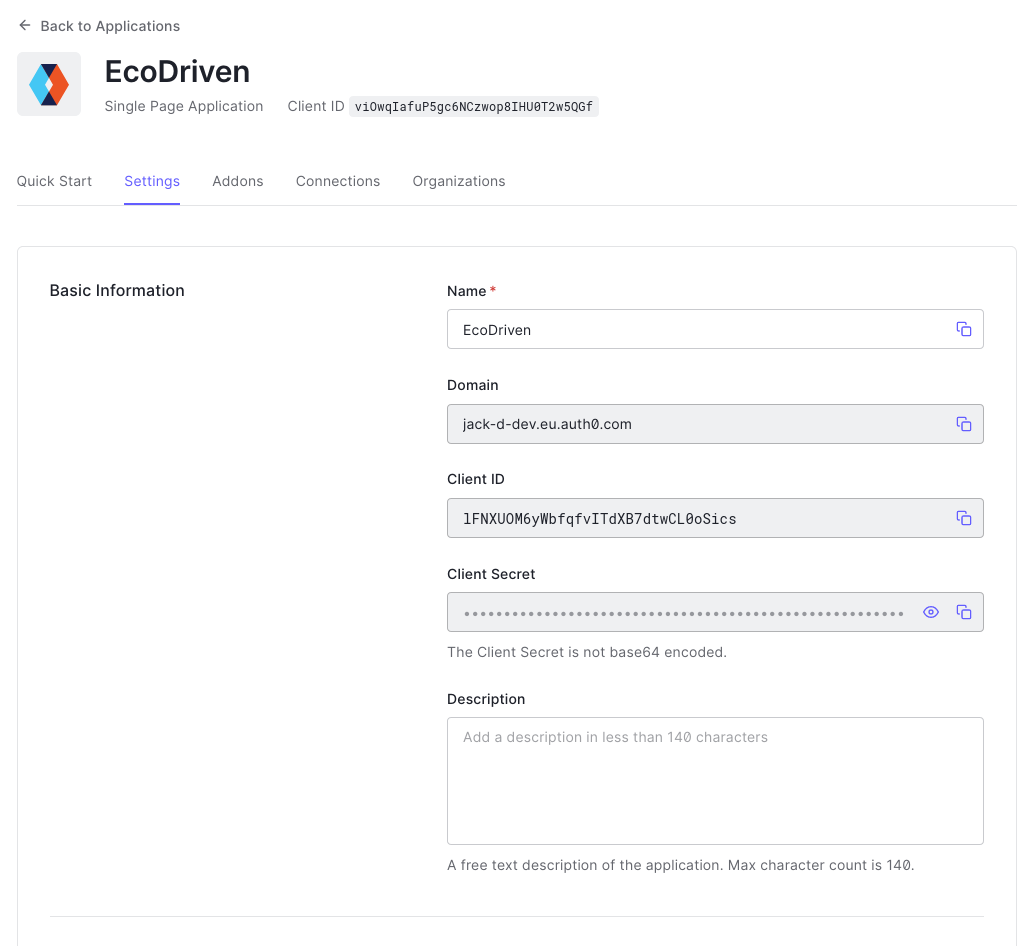 Back to Applications
EcoDriven
Single Page Application Client ID viOwqIafuP5gc6NCzwop8IHU0T2w5QGf
Quick Start Settings Addons Connections Organizations
Basic Information
Name *
EcoDriven
Domain
jack-d-dev.eu.auth0.com
Client ID
lFNXUOM6yWbfqfvITdXB7dtwCL0oSics
Client Secret
The Client Secret is not base64 encoded.
Description
Add a description in less than 140 characters
A free text description of the application. Max character count is 140.